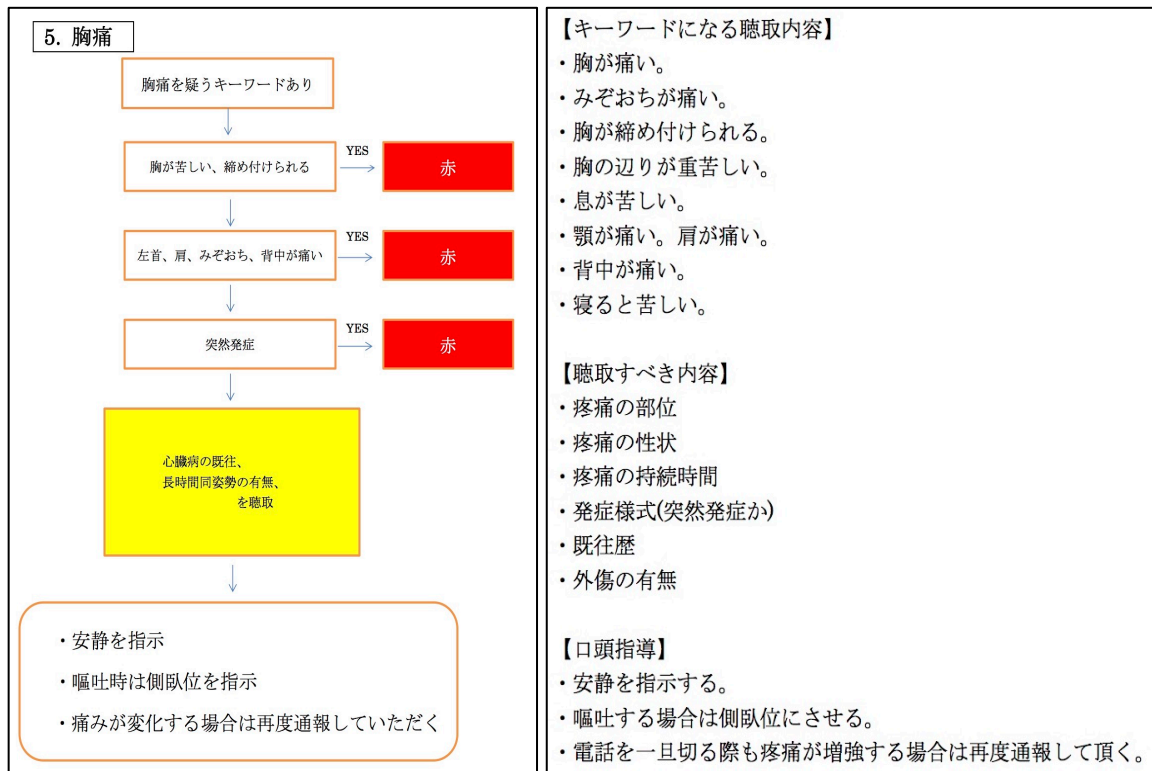 5. 胸痛
胸痛を疑うキーワードあり
胸が苦しい、締め付けられる
YES
赤
左首、肩、みぞおち、背中が痛い
YES
赤
突然発症
YES
赤
心臓病の既往、
長時間同姿勢の有無、
を聴取
・安静を指示
・嘔吐時は側臥位を指示
・痛みが変化する場合は再度通報していただく
【キーワードになる聴取内容】
・胸が痛い。
・みぞおちが痛い。
・胸が締め付けられる。
・胸の辺りが重苦しい。
・息が苦しい。
・顎が痛い。肩が痛い。
・背中が痛い。
・寝ると苦しい。
【聴取すべき内容】
・疼痛の部位
・疼痛の性状
・疼痛の持続時間
・発症様式(突然発症か)
・既往歴
・外傷の有無
【口頭指導】
・安静を指示する。
・嘔吐する場合は側臥位にさせる。
・電話を一旦切る際も疼痛が増強する場合は再度通報して頂く。